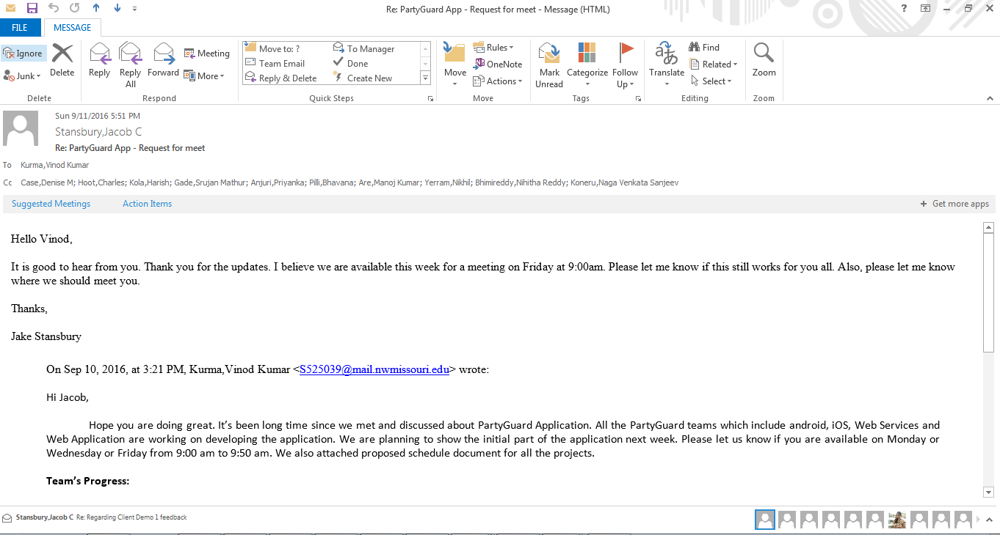 Re: PartyGuard App - Request for meet - Message (HTML)
?
FILE MESSAGE
Ignore
Junk
Delete
Delete
Reply
Reply All
Forward
Meeting
More
Respond
Move to: ?
Team Email
Reply & Delete
To Manager
Done
Create New
Quick Steps
Move
Rules
OneNote
Actions
Move
Mark Unread
Categorize
Follow Up
Tags
Translate
Find
Related
Select
Editing
Zoom
Zoom
Sun 9/11/2016 5:51 PM
Stansbury,Jacob C
Re: PartyGuard App - Request for meet
To Kurma,Vinod Kumar
Cc Case,Denise M; Hoot,Charles; Kola,Harish; Gade,Srujan Mathur; Anjuri,Priyanka; Pilli,Bhavana; Are,Manoj Kumar; Yerram,Nikhil; Bhimireddy,Nihitha Reddy; Koneru,Naga Venkata Sanjeev
Suggested Meetings Action Items + Get more apps
Hello Vinod,
It is good to hear from you. Thank you for the updates. I believe we are available this week for a meeting on Friday at 9:00am. Please let me know if this still works for you all. Also, please let me know
where we should meet you.
Thanks,
Jake Stansbury
On Sep 10, 2016, at 3:21 PM, Kurma,Vinod Kumar <S525039@mail.nwmissouri.edu> wrote:
Hi Jacob,
Hope you are doing great. It’s been long time since we met and discussed about PartyGuard Application. All the PartyGuard teams which include android, iOS, Web Services and
Web Application are working on developing the application. We are planning to show the initial part of the application next week. Please let us know if you are available on Monday or
Wednesday or Friday from 9:00 am to 9:50 am. We also attached proposed schedule document for all the projects.
Team’s Progress:
Stansbury,Jacob C Re: Regarding Client Demo 1 feedback